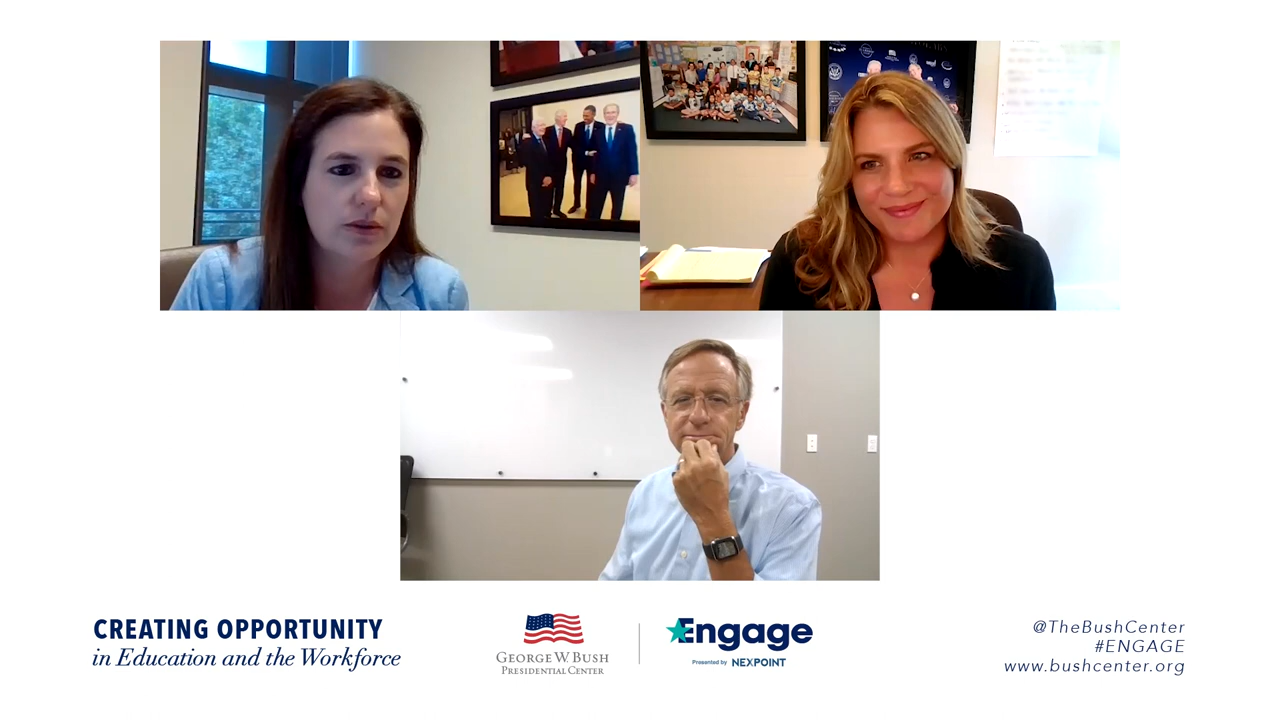 CREATING OPPORTUNITY
in Education and the Workforce
GEORGE W. BUSH
PRESIDENTIAL CENTER
Engage
Presented by NEXPOINT
@TheBushCenter
#ENGAGE
www.bushcenter.org